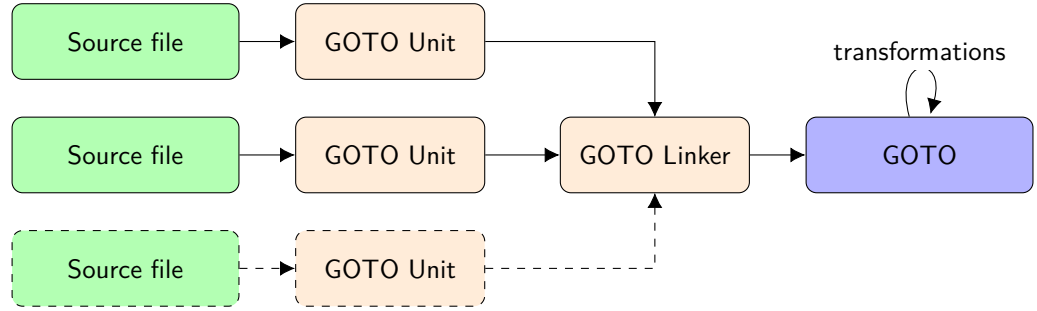 Source file
GOTO Unit
transformations
Source file
GOTO Unit
GOTO Linker
GOTO
Source file
GOTO Unit